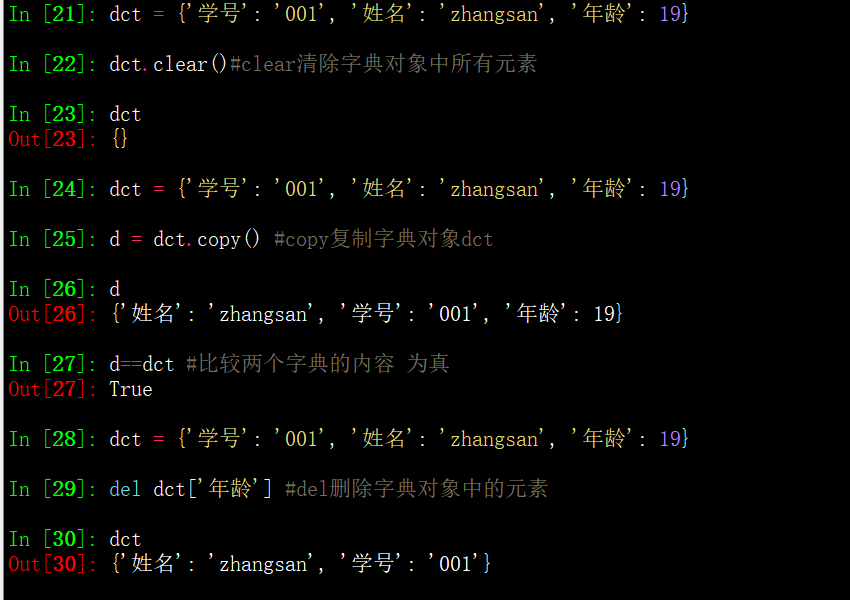 In [21]: dct = {'学号': '001', '姓名': 'zhangsan', '年龄': 19}
In [22]: dct.clear()#clear清除字典对象中所有元素
In [23]: dct
Out[23]: {}
In [24]: dct = {'学号': '001', '姓名': 'zhangsan', '年龄': 19}
In [25]: d = dct.copy() #copy复制字典对象dct
In [26]: d
Out[26]: {'姓名': 'zhangsan', '学号': '001', '年龄': 19}
In [27]: d==dct #比较两个字典的内容 为真
Out[27]: True
In [28]: dct = {'学号': '001', '姓名': 'zhangsan', '年龄': 19}
In [29]: del dct['年龄'] #del删除字典对象中的元素
In [30]: dct
Out[30]: {'姓名': 'zhangsan', '学号': '001'}